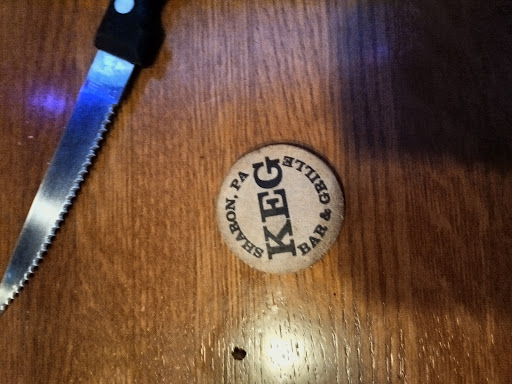 SHARON, PA
KEG
BAR & GRILLE